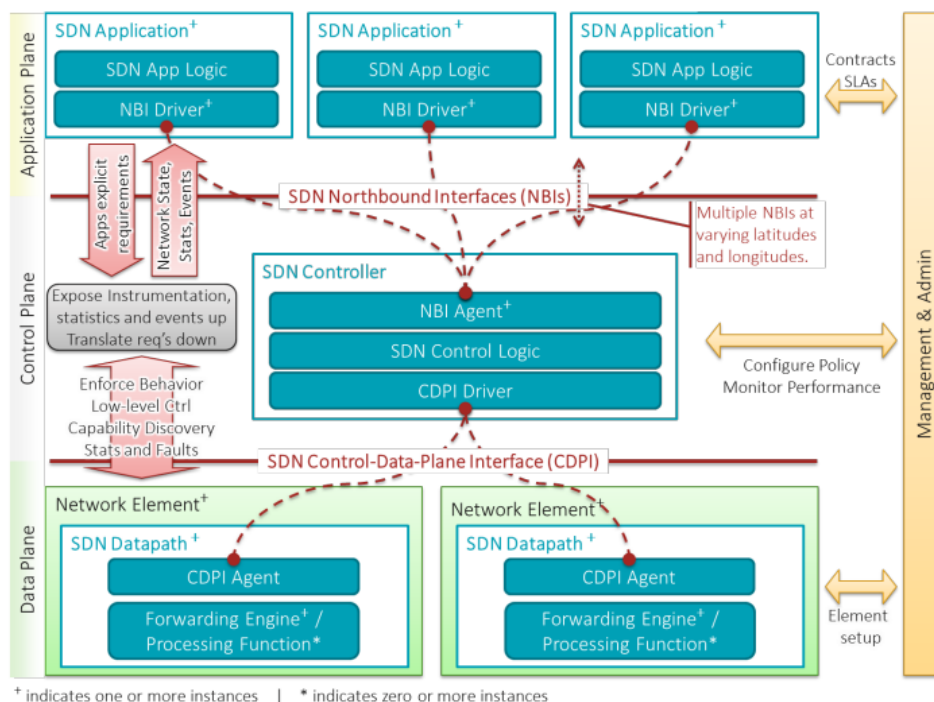 Application Plane
SDN Application+
SDN App Logic
NBI Driver+
SDN Application+
SDN App Logic
NBI Driver+
SDN Application+
SDN App Logic
NBI Driver+
Contracts
SLAs
Apps explicit
requirements
Network State,
Stats, Events
SDN Northbound Interfaces (NBIs)
Multiple NBIs at
varying latitudes
and longitudes.
Control Plane
Expose Instrumentation,
statistics and events up
Translate req's down
SDN Controller
NBI Agent+
SDN Control Logic
CDPI Driver
Configure Policy
Monitor Performance
Management & Admin
Enforce Behavior
Low-level Ctrl
Capability Discovery
Stats and Faults
SDN Control-Data-Plane Interface (CDPI)
Data Plane
Network Element+
SDN Datapath+
CDPI Agent
Forwarding Engine+ /
Processing Function*
Network Element+
SDN Datapath+
CDPI Agent
Forwarding Engine+ /
Processing Function*
Element
setup
+ indicates one or more instances | * indicates zero or more instances